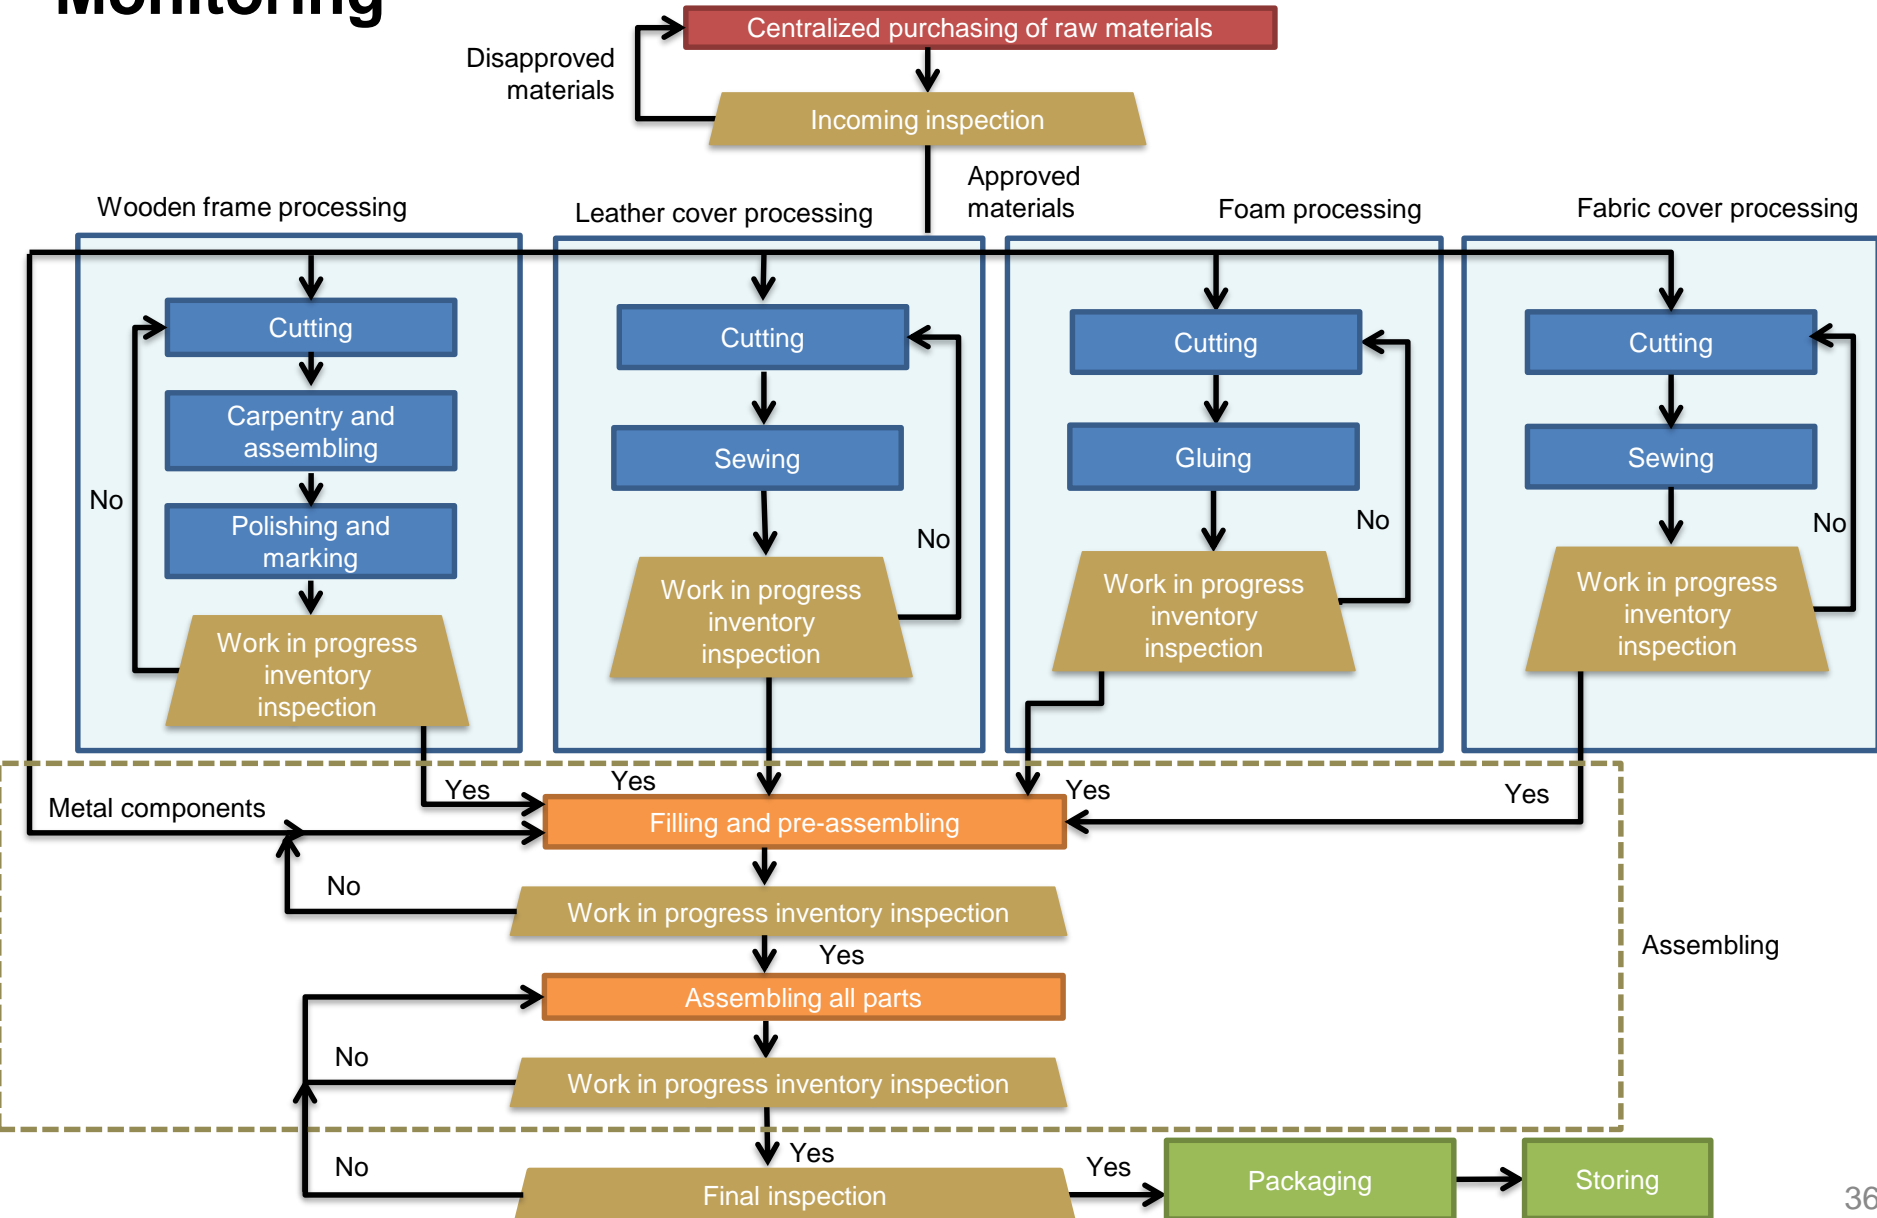 Monitoring
Centralized purchasing of raw materials
Disapproved
materials
Incoming inspection
Approved
materials
Wooden frame processing
Leather cover processing
Foam processing
Fabric cover processing
Cutting
Cutting
Cutting
Cutting
Carpentry and
assembling
Sewing
Gluing
Sewing
No
Polishing and
marking
No
No
No
Work in progress
inventory
inspection
Work in progress
inventory
inspection
Work in progress
inventory
inspection
Work in progress
inventory
inspection
Yes
Yes
Yes
Yes
Metal components
Filling and pre-assembling
No
Work in progress inventory inspection
Yes
Assembling
Assembling all parts
No
Work in progress inventory inspection
Yes
No
Final inspection
Yes
Packaging
Storing
36